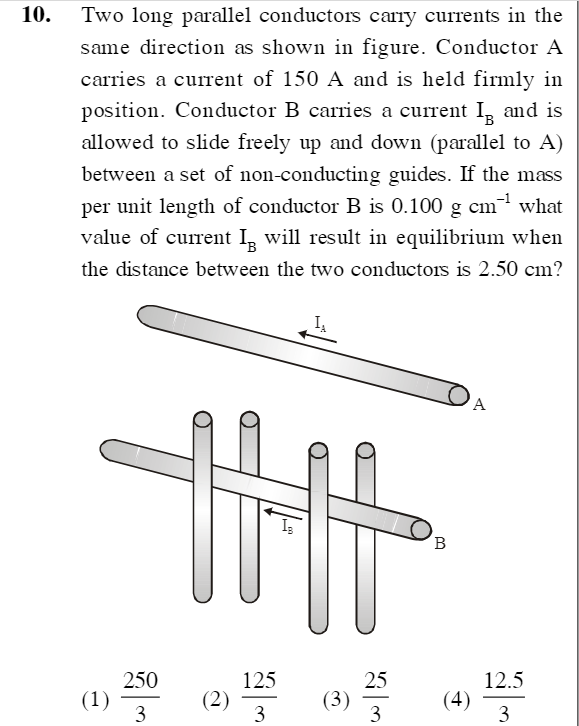 10. Two long parallel conductors carry currents in the
same direction as shown in figure. Conductor A
carries a current of 150 A and is held firmly in
position. Conductor B carries a current I_B and is
allowed to slide freely up and down (parallel to A)
between a set of non-conducting guides. If the mass
per unit length of conductor B is 0.100 g cm⁻¹ what
value of current I_B will result in equilibrium when
the distance between the two conductors is 2.50 cm?
I_A
A
I_B
B
(1) 250/3 (2) 125/3 (3) 25/3 (4) 12.5/3